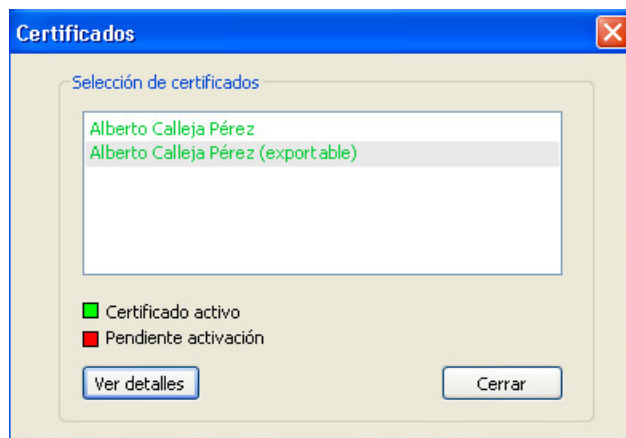 Certificados
Selección de certificados
Alberto Calleja Pérez
Alberto Calleja Pérez (exportable)
Certificado activo
Pendiente activación
Ver detalles
Cerrar